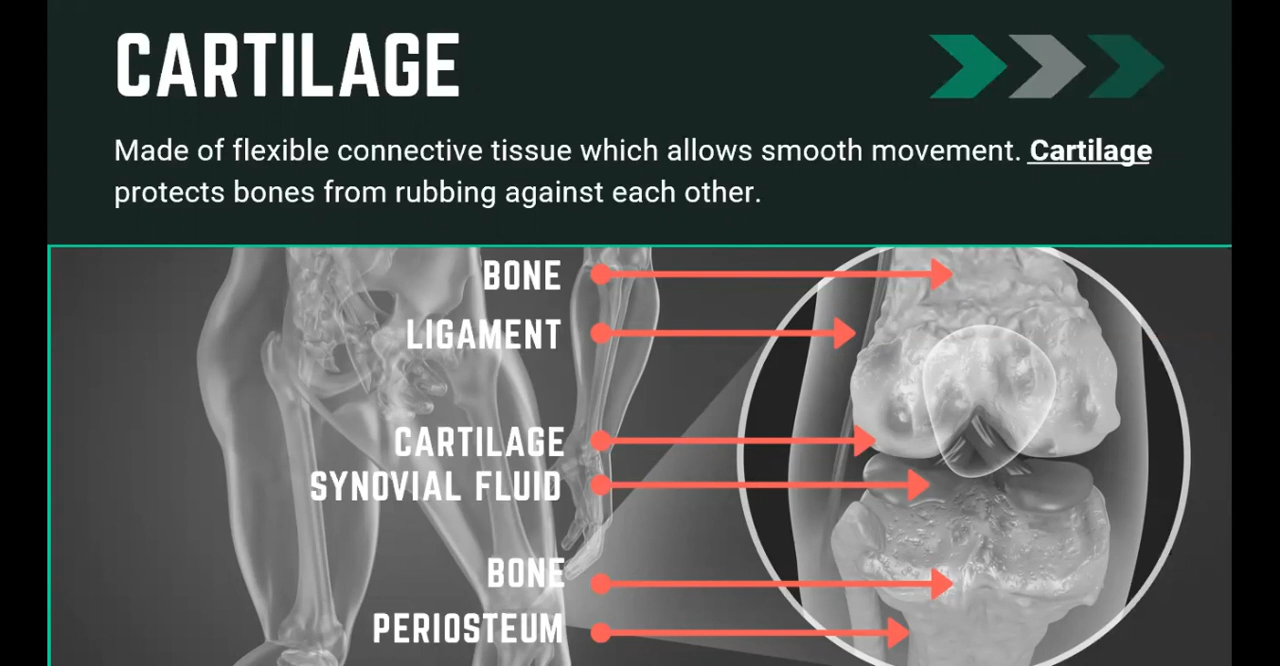 CARTILAGE
Made of flexible connective tissue which allows smooth movement. Cartilage
protects bones from rubbing against each other.
BONE
LIGAMENT
CARTILAGE
SYNOVIAL FLUID
BONE
PERIOSTEUM